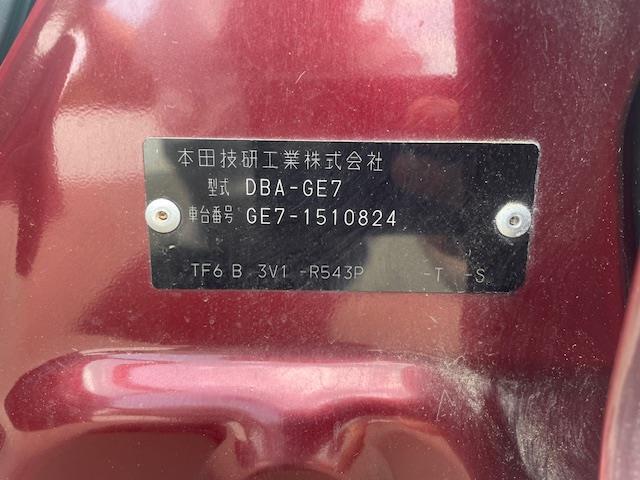 本田技研工業株式会社
型式 DBA-GE7
車台番号 GE7-1510824
TF6 B 3V1 -R543P -T -S